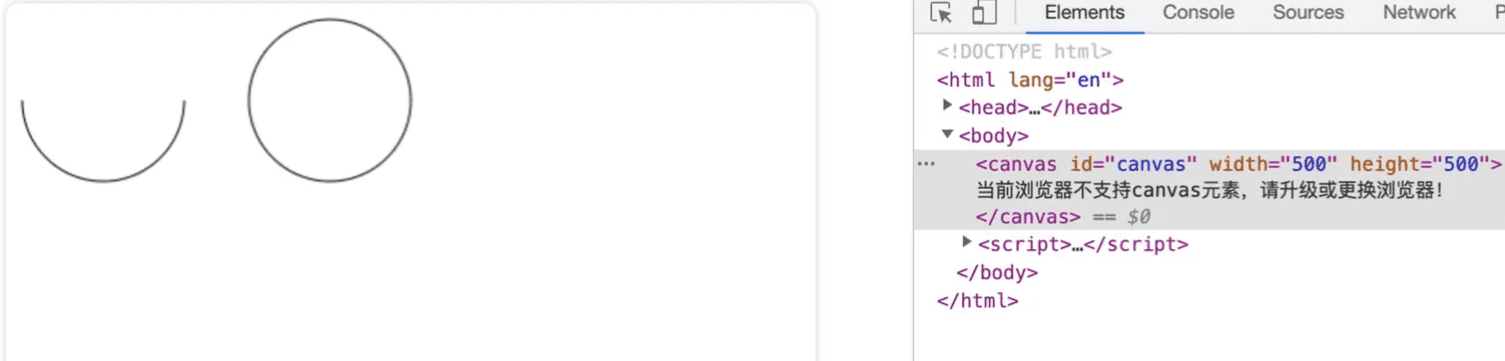 Elements Console Sources Network P
<!DOCTYPE html>
<html lang="en">
<head>…</head>
<body>
<canvas id="canvas" width="500" height="500">
当前浏览器不支持canvas元素，请升级或更换浏览器！
</canvas> == $0
<script>…</script>
</body>
</html>